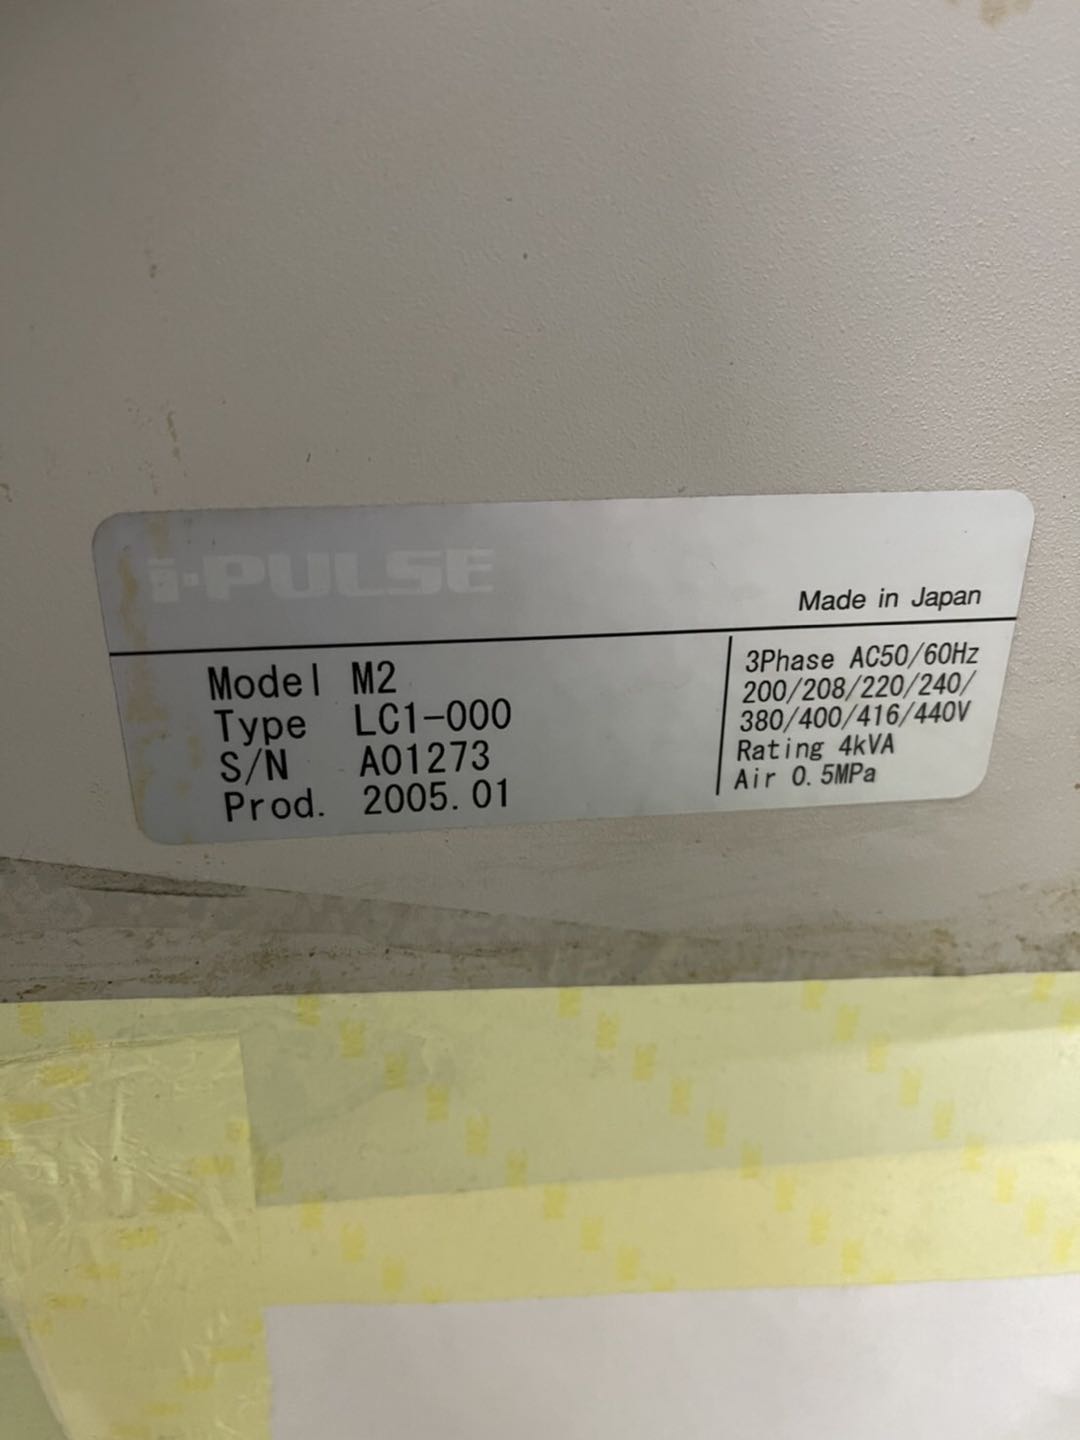 i-PULSE
Made in Japan
Model M2
Type LC1-000
S/N A01273
Prod. 2005.01
3Phase AC50/60Hz
200/208/220/240/
380/400/416/440V
Rating 4kVA
Air 0.5MPa